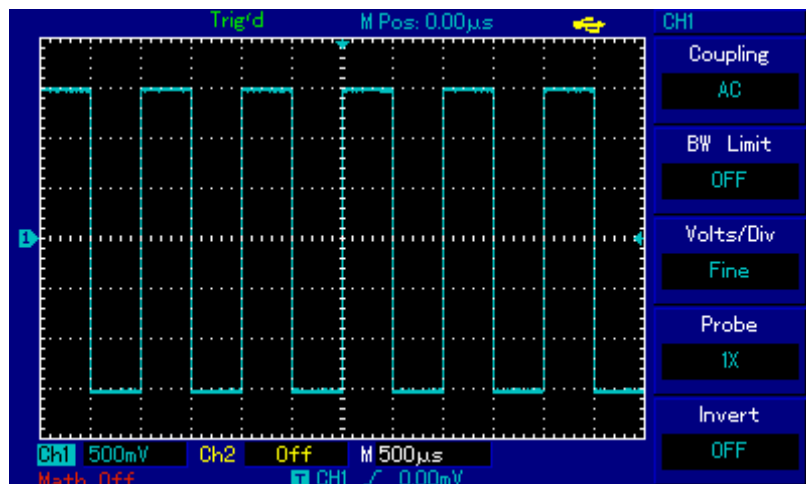 Trig'd M Pos: 0.00μs CH1
Coupling
AC
BW Limit
OFF
Volts/Div
Fine
Probe
1X
Invert
OFF
1
Ch1 500mV Ch2 Off M 500μs
Math Off T CH1 0.00mV